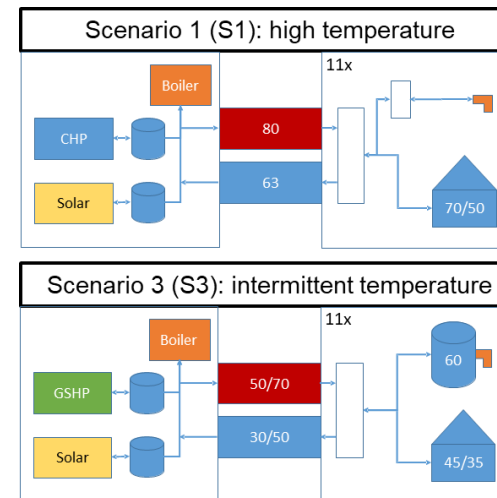 Scenario 1 (S1): high temperature
11x
Boiler
80
CHP
63
Solar
70/50
Scenario 3 (S3): intermittent temperature
11x
Boiler
50/70
60
GSHP
30/50
Solar
45/35